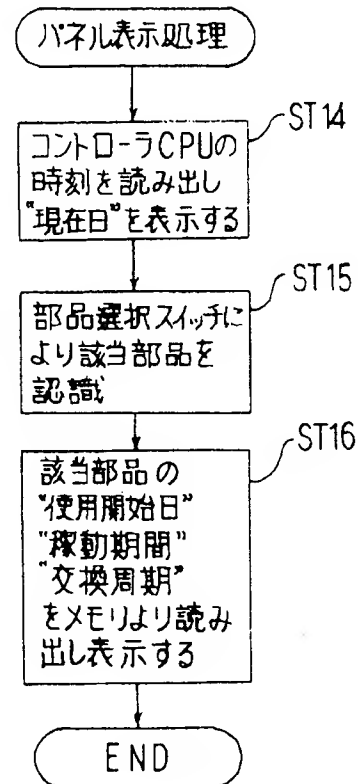 パネル表示処理
ST14
コントローラCPUの
時刻を読み出し
"現在日"を表示する
ST15
部品選択スイッチに
より該当部品を
認識
ST16
該当部品の
"使用開始日"
"稼動期間"
"交換周期"
をメモリより読み
出し表示する
END